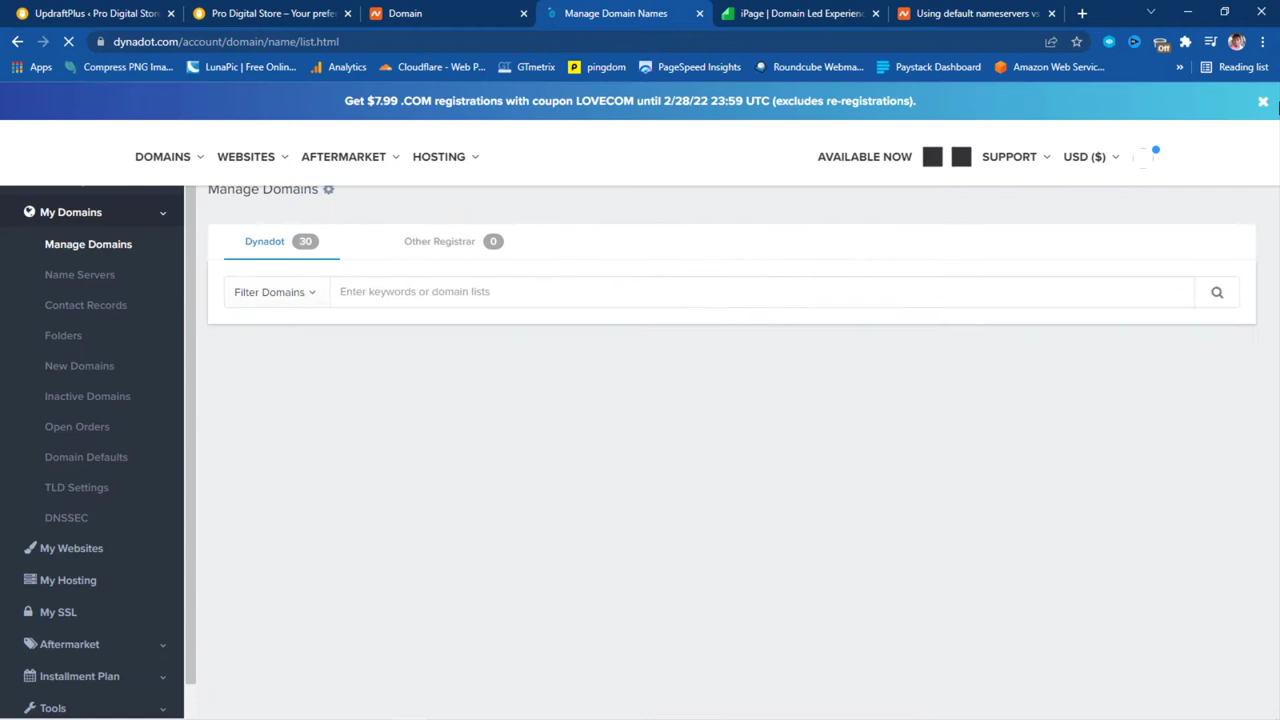 UpdraftPlus < Pro Digital Store
Pro Digital Store – Your prefe
Domain
Manage Domain Names
iPage | Domain Led Experienc
Using default nameservers vs
dynadot.com/account/domain/name/list.html
Off
Apps
Compress PNG Ima...
LunaPic | Free Onlin...
Analytics
Cloudflare - Web P...
GTmetrix
pingdom
PageSpeed Insights
Roundcube Webma...
Paystack Dashboard
Amazon Web Servic...
»
Reading list
Get $7.99 .COM registrations with coupon LOVECOM until 2/28/22 23:59 UTC (excludes re-registrations).
DOMAINS
WEBSITES
AFTERMARKET
HOSTING
AVAILABLE NOW
SUPPORT
USD ($)
My Domains
Manage Domains
Name Servers
Contact Records
Folders
New Domains
Inactive Domains
Open Orders
Domain Defaults
TLD Settings
DNSSEC
My Websites
My Hosting
My SSL
Aftermarket
Installment Plan
Tools
Manage Domains
Dynadot 30
Other Registrar 0
Filter Domains
Enter keywords or domain lists